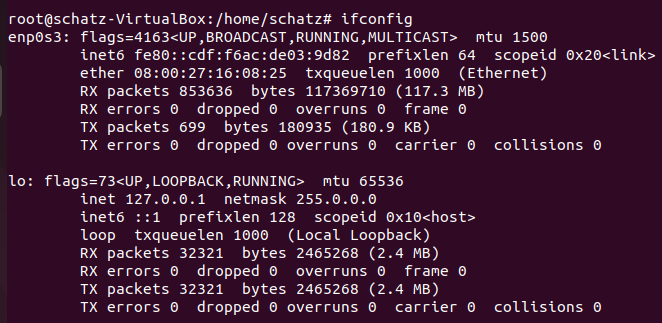 root@schatz-VirtualBox:/home/schatz# ifconfig
enp0s3: flags=4163<UP,BROADCAST,RUNNING,MULTICAST>  mtu 1500
        inet6 fe80::cdf:f6ac:de03:9d82  prefixlen 64  scopeid 0x20<link>
        ether 08:00:27:16:08:25  txqueuelen 1000  (Ethernet)
        RX packets 853636  bytes 117369710 (117.3 MB)
        RX errors 0  dropped 0  overruns 0  frame 0
        TX packets 699  bytes 180935 (180.9 KB)
        TX errors 0  dropped 0 overruns 0  carrier 0  collisions 0

lo: flags=73<UP,LOOPBACK,RUNNING>  mtu 65536
        inet 127.0.0.1  netmask 255.0.0.0
        inet6 ::1  prefixlen 128  scopeid 0x10<host>
        loop  txqueuelen 1000  (Local Loopback)
        RX packets 32321  bytes 2465268 (2.4 MB)
        RX errors 0  dropped 0  overruns 0  frame 0
        TX packets 32321  bytes 2465268 (2.4 MB)
        TX errors 0  dropped 0 overruns 0  carrier 0  collisions 0